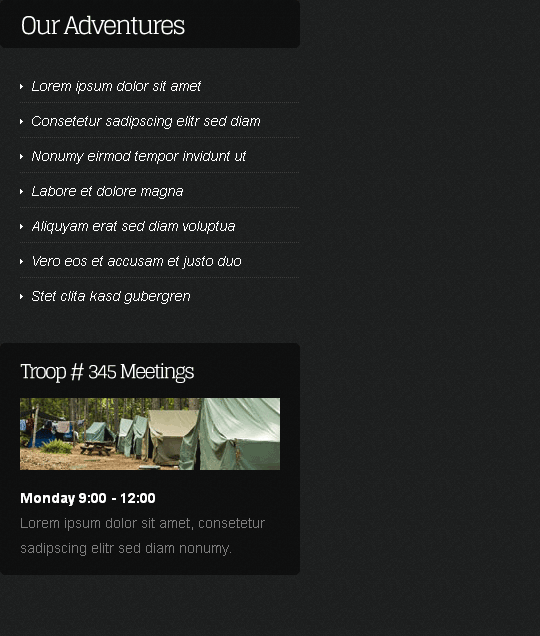 Our Adventures
Lorem ipsum dolor sit amet
Consetetur sadipscing elitr sed diam
Nonumy eirmod tempor invidunt ut
Labore et dolore magna
Aliquyam erat sed diam voluptua
Vero eos et accusam et justo duo
Stet clita kasd gubergren
Troop # 345 Meetings
Monday 9:00 - 12:00
Lorem ipsum dolor sit amet, consetetur
sadipscing elitr sed diam nonumy.